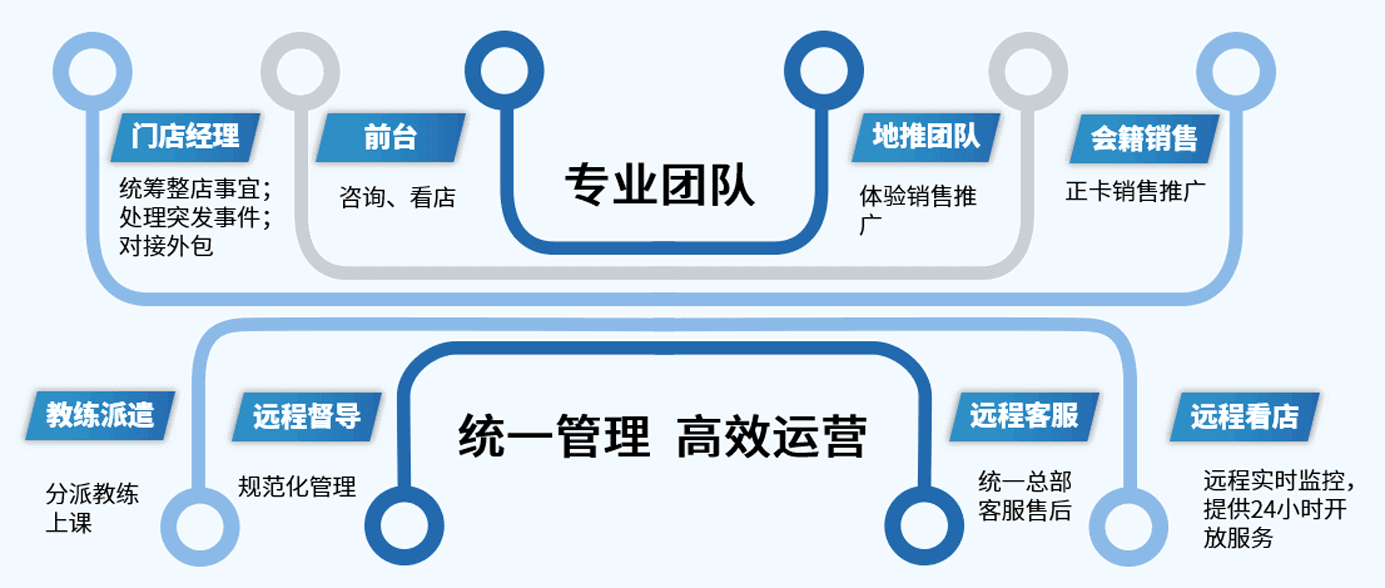 门店经理
统筹整店事宜；
处理突发事件；
对接外包
前台
咨询、看店
专业团队
地推团队
体验销售推
广
会籍销售
正卡销售推广
教练派遣
分派教练
上课
远程督导
规范化管理
统一管理 高效运营
远程客服
统一总部
客服售后
远程看店
远程实时监控，
提供24小时开
放服务